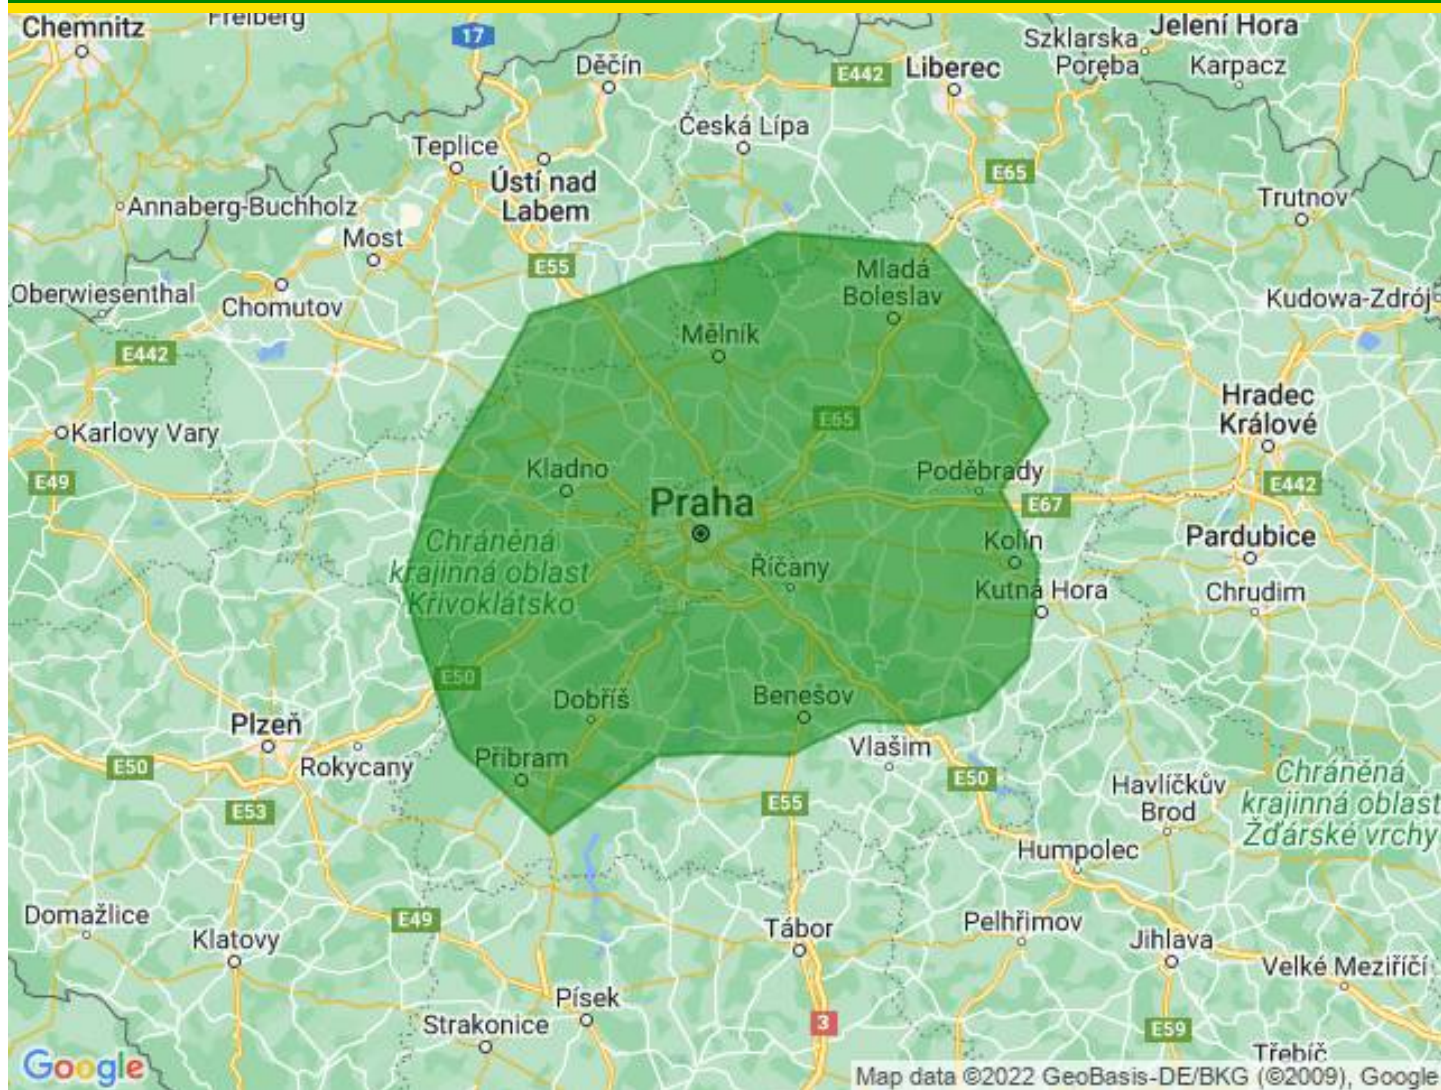 Chemnitz
Freiberg
17
Děčín
E442
Liberec
Szklarska
Poręba
Jelení Hora
Karpacz
Česká Lípa
Teplice
Ústí nad
Labem
E65
Trutnov
Annaberg-Buchholz
Most
E55
Mladá
Boleslav
Oberwiesenthal
Chomutov
Kudowa-Zdrój
Mělník
E442
Hradec
Králové
E65
Karlovy Vary
Kladno
Poděbrady
E49
Praha
E67
E442
Chráněná
krajinná oblast
Křivoklátsko
Kolín
Pardubice
Říčany
Kutná Hora
Chrudim
E50
Dobříš
Benešov
Plzeň
Vlašim
Rokycany
Příbram
E50
E50
Havlíčkův
Brod
Chráněná
krajinná oblast
Žďárské vrchy
E53
E55
Humpolec
Domažlice
E49
Klatovy
Tábor
Pelhřimov
Jihlava
Velké Meziříčí
Písek
Strakonice
3
E59
Třebíč
Google
Map data ©2022 GeoBasis-DE/BKG (©2009), Google